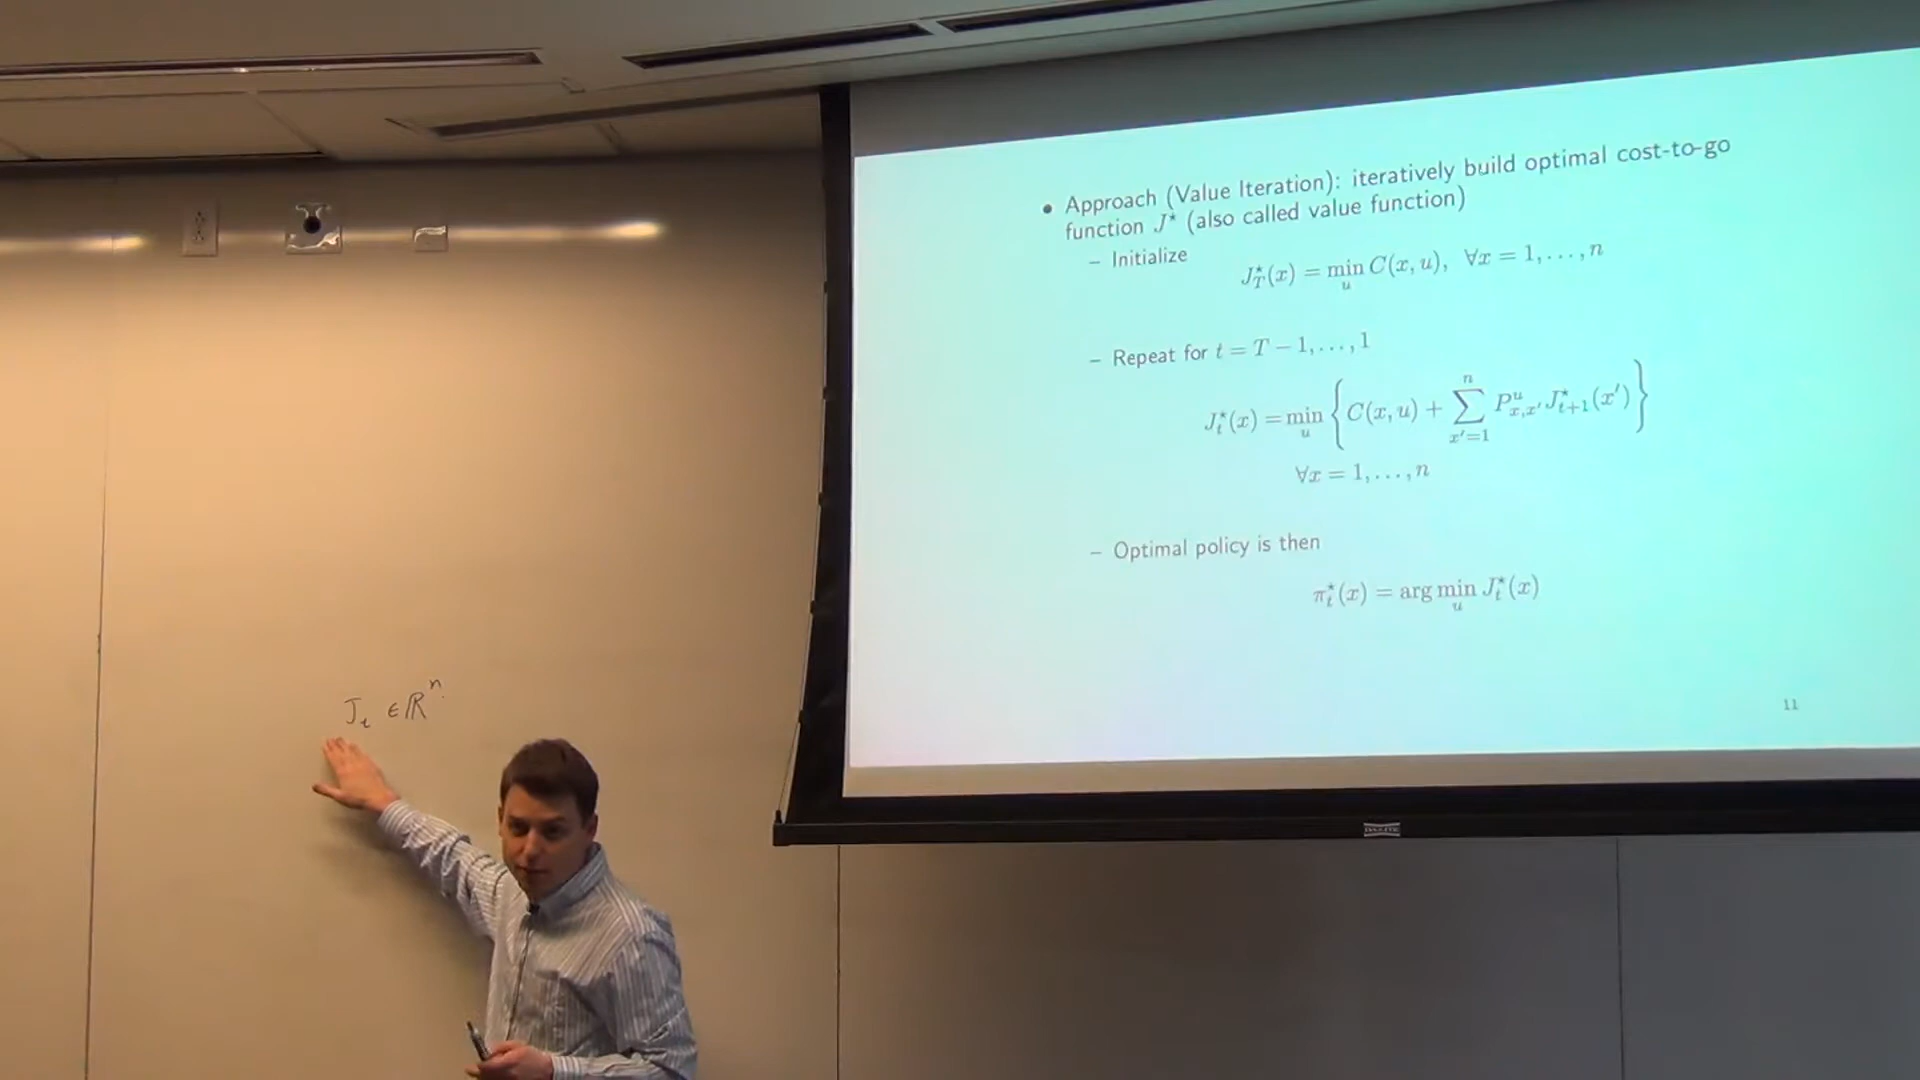 • Approach (Value Iteration): iteratively build optimal cost-to-go
function J⋆ (also called value function)
– Initialize
J⋆_T(x) = min_u C(x, u), ∀x = 1, . . . , n
– Repeat for t = T − 1, . . . , 1
J⋆_t(x) = min_u { C(x, u) + ∑_{x′=1}^{n} P^u_{x,x′} J⋆_{t+1}(x′) }
∀x = 1, . . . , n
– Optimal policy is then
π⋆_t(x) = arg min_u J⋆_t(x)
11
J_t ∈ ℝ^n
DA-LITE